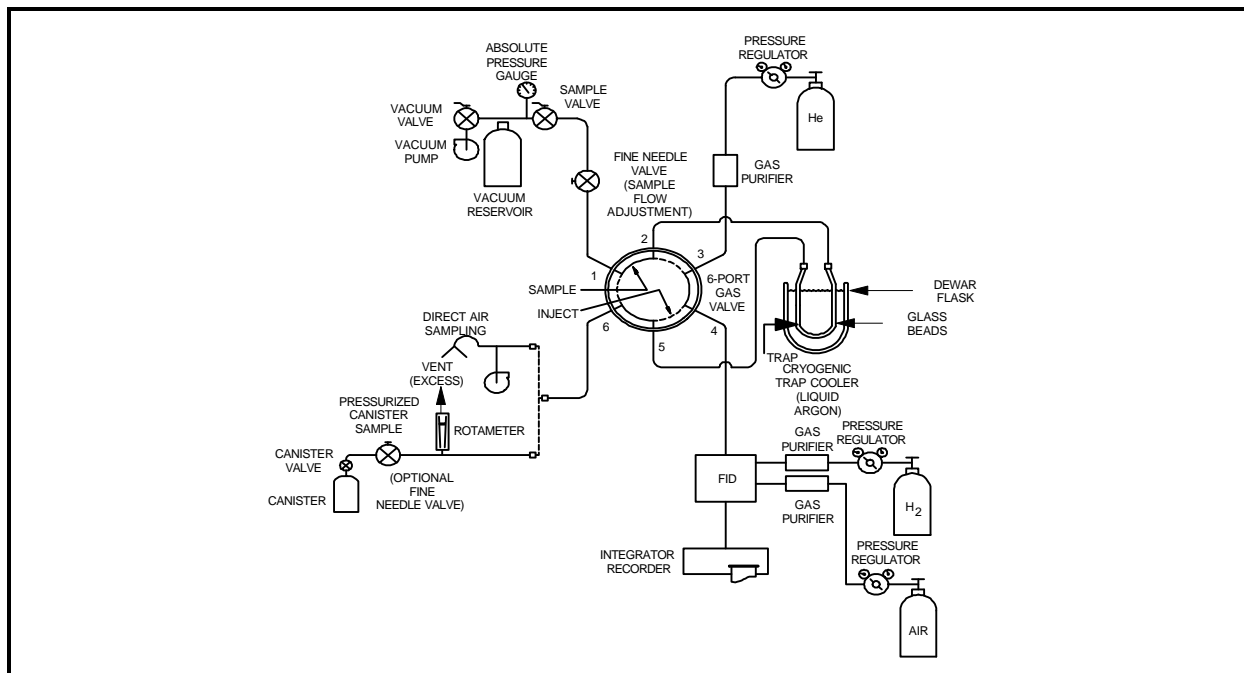 ABSOLUTE
PRESSURE
GAUGE
SAMPLE
VALVE
VACUUM
VALVE
VACUUM
PUMP
VACUUM
RESERVOIR
FINE NEEDLE
VALVE
(SAMPLE
FLOW
ADJUSTMENT)
PRESSURE
REGULATOR
He
GAS
PURIFIER
1
2
3
4
5
6
SAMPLE
INJECT
6-PORT
GAS
VALVE
DEWAR
FLASK
GLASS
BEADS
TRAP
CRYOGENIC
TRAP COOLER
(LIQUID
ARGON)
DIRECT AIR
SAMPLING
VENT
(EXCESS)
PRESSURIZED
CANISTER
SAMPLE
ROTAMETER
CANISTER
VALVE
CANISTER
(OPTIONAL
FINE
NEEDLE VALVE)
FID
GAS
PURIFIER
PRESSURE
REGULATOR
H2
GAS
PURIFIER
INTEGRATOR
RECORDER
PRESSURE
REGULATOR
AIR